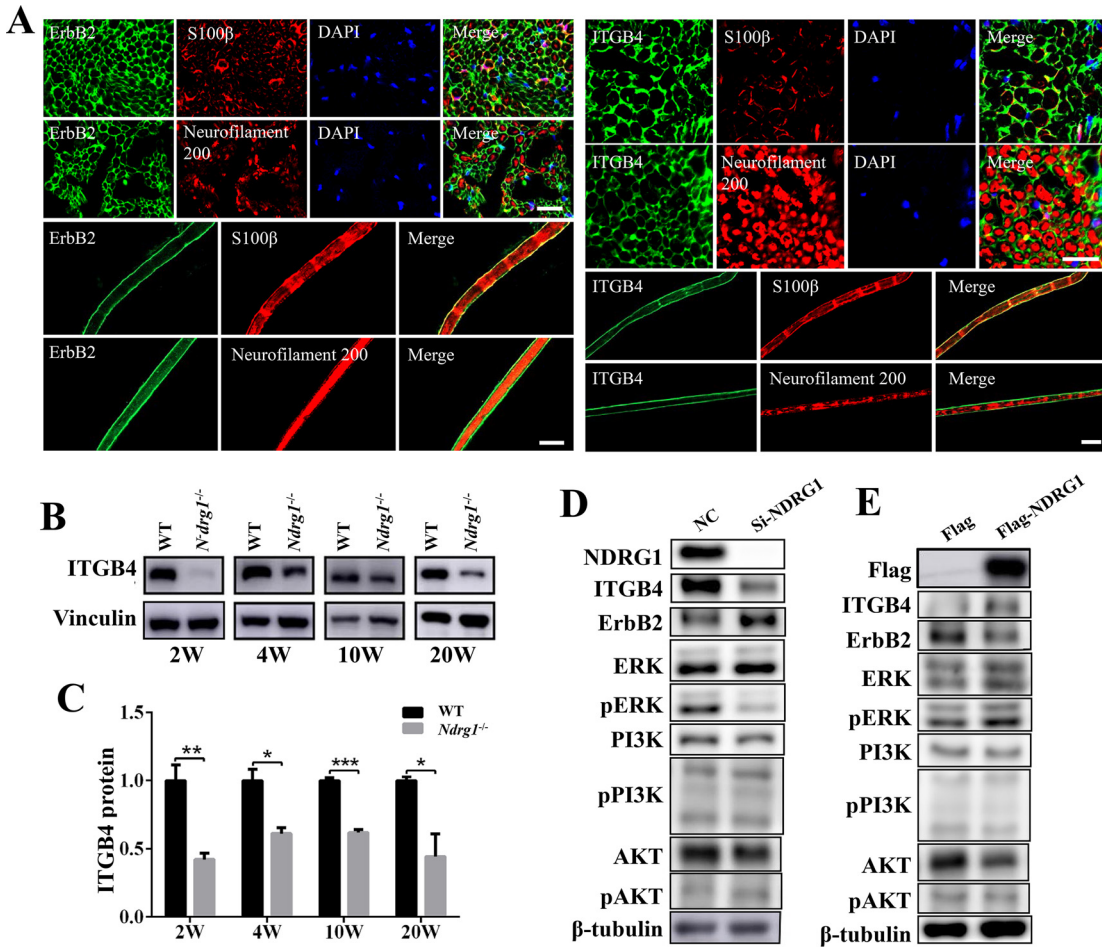 A
ErbB2 S100β DAPI Merge
ErbB2 Neurofilament 200 DAPI Merge
ErbB2 S100β Merge
ErbB2 Neurofilament 200 Merge
ITGB4 S100β DAPI Merge
ITGB4 Neurofilament 200 DAPI Merge
ITGB4 S100β Merge
ITGB4 Neurofilament 200 Merge
B
WT N-drg1-/- WT Ndrg1-/- WT Ndrg1-/- WT Ndrg1-/-
ITGB4
Vinculin
2W 4W 10W 20W
C
WT
Ndrg1-/-
ITGB4 protein
1.5
1.0
0.5
0.0
** * *** *
2W 4W 10W 20W
D
NC Si-NDRG1
NDRG1
ITGB4
ErbB2
ERK
pERK
PI3K
pPI3K
AKT
pAKT
β-tubulin
E
Flag Flag-NDRG1
Flag
ITGB4
ErbB2
ERK
pERK
PI3K
pPI3K
AKT
pAKT
β-tubulin